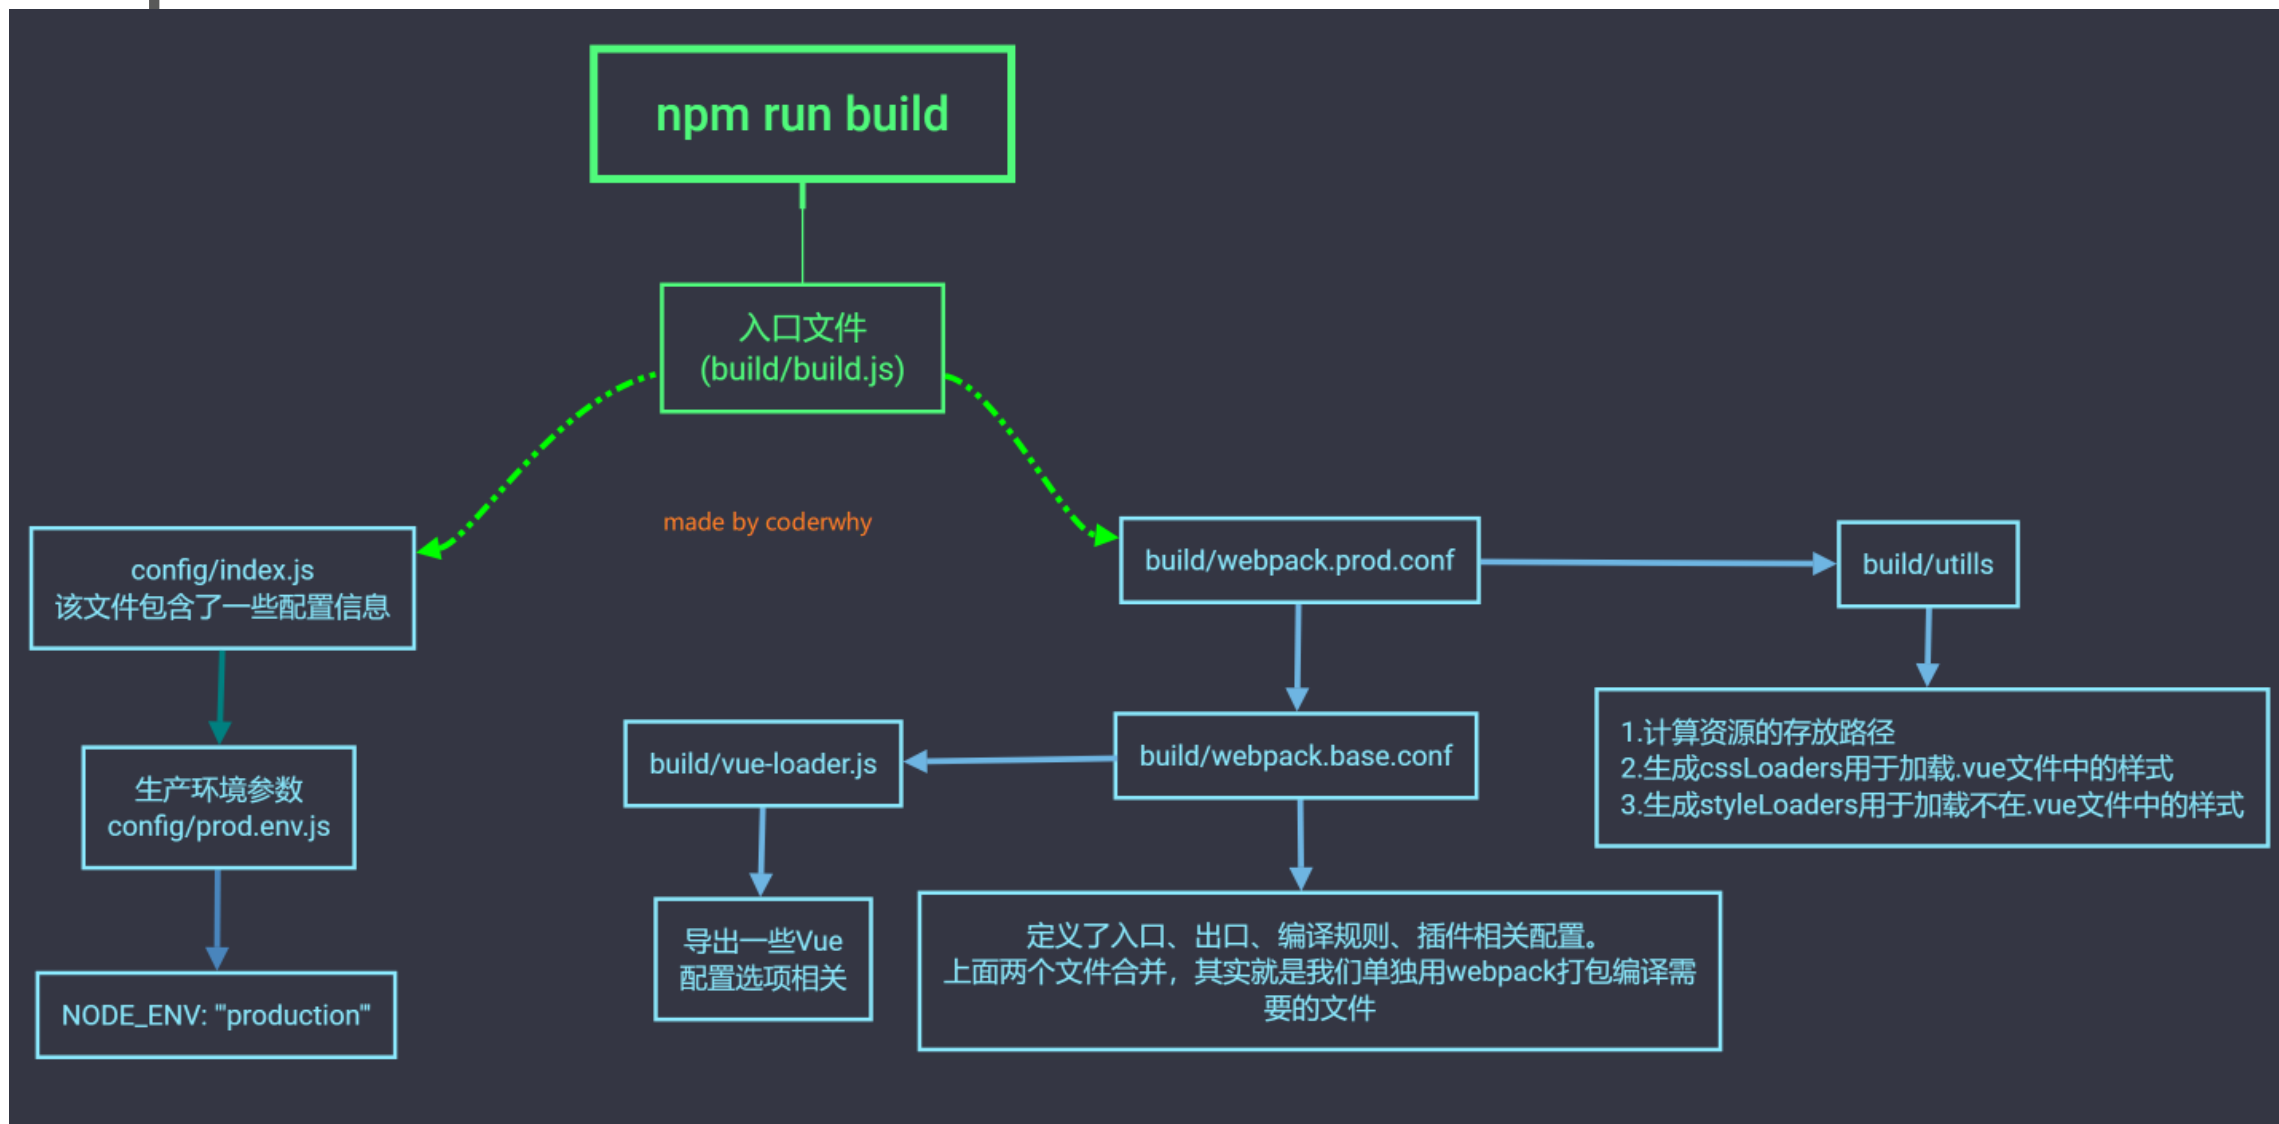 npm run build
入口文件
(build/build.js)
made by coderwhy
config/index.js
该文件包含了一些配置信息
build/webpack.prod.conf
build/utills
生产环境参数
config/prod.env.js
build/vue-loader.js
build/webpack.base.conf
1.计算资源的存放路径
2.生成cssLoaders用于加载.vue文件中的样式
3.生成styleLoaders用于加载不在.vue文件中的样式
NODE_ENV: '"production"'
导出一些Vue
配置选项相关
定义了入口、出口、编译规则、插件相关配置。
上面两个文件合并，其实就是我们单独用webpack打包编译需
要的文件